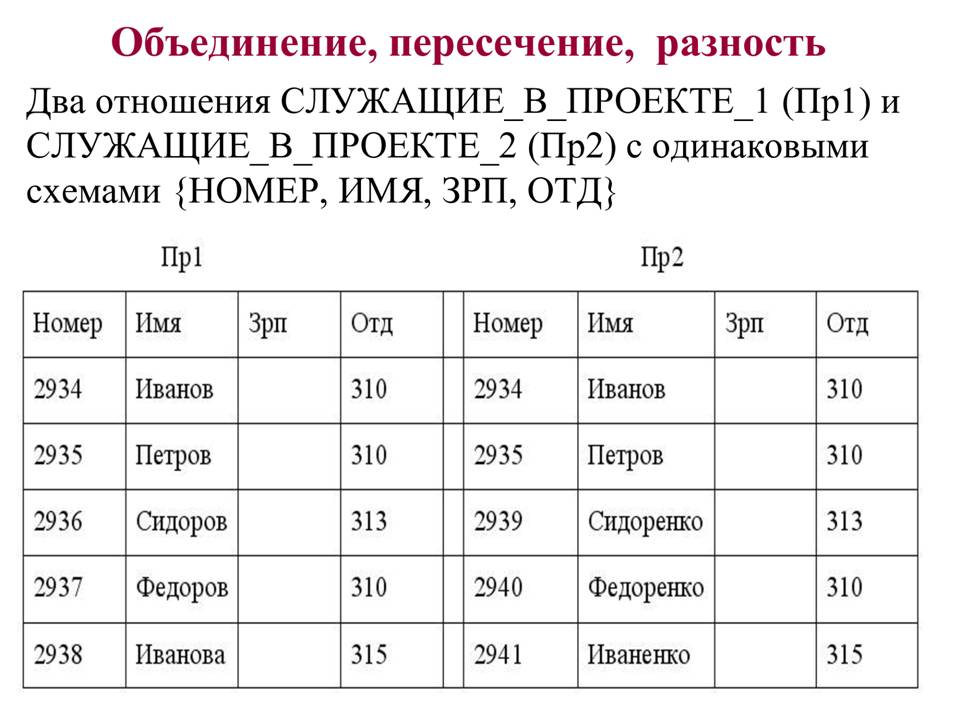 Объединение, пересечение, разность
Два отношения СЛУЖАЩИЕ_В_ПРОЕКТЕ_1 (Пр1) и
СЛУЖАЩИЕ_В_ПРОЕКТЕ_2 (Пр2) с одинаковыми
схемами {НОМЕР, ИМЯ, ЗРП, ОТД}
Пр1 Пр2
Номер Имя Зрп Отд Номер Имя Зрп Отд
2934 Иванов 310 2934 Иванов 310
2935 Петров 310 2935 Петров 310
2936 Сидоров 313 2939 Сидоренко 313
2937 Федоров 310 2940 Федоренко 310
2938 Иванова 315 2941 Иваненко 315